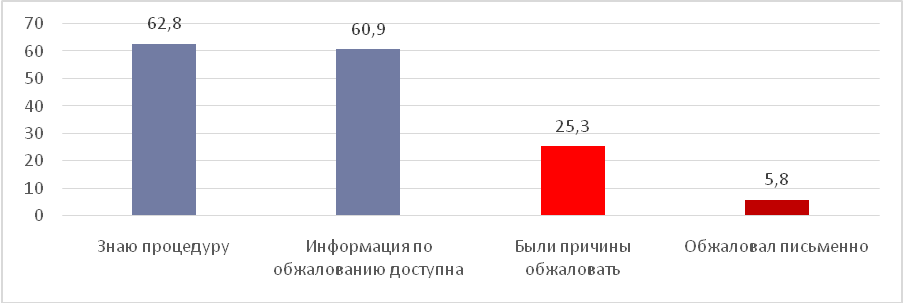 70
60
50
40
30
20
10
0
62,8
60,9
25,3
5,8
Знаю процедуру
Информация по
обжалованию доступна
Были причины
обжаловать
Обжаловал письменно